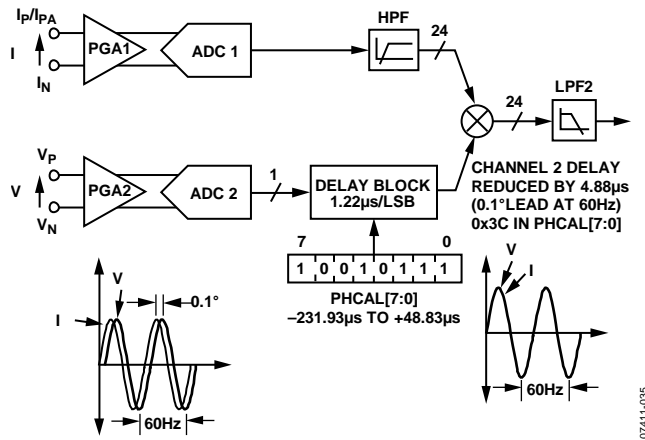 IP/IPA
I
IN
PGA1
ADC 1
HPF
24
24
LPF2
VP
V
VN
PGA2
ADC 2
1
DELAY BLOCK
1.22µs/LSB
CHANNEL 2 DELAY
REDUCED BY 4.88µs
(0.1°LEAD AT 60Hz)
0x3C IN PHCAL[7:0]
7 0
1 0 0 1 0 1 1 1
PHCAL[7:0]
–231.93µs TO +48.83µs
V
I
0.1°
60Hz
V
I
60Hz
07411-035